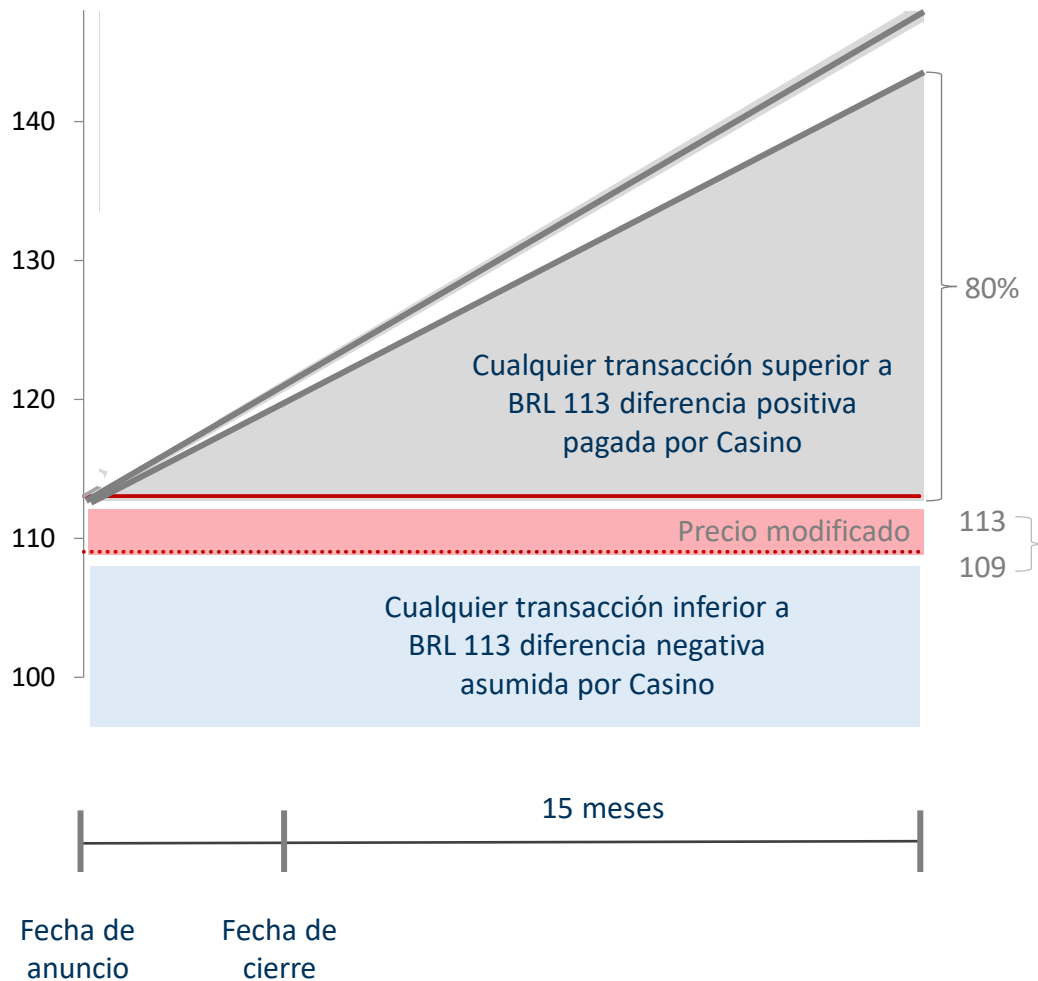 140
130
80%
Cualquier transacción superior a
BRL 113 diferencia positiva
pagada por Casino
120
113
Precio modificado
110
109
Cualquier transacción inferior a
BRL 113 diferencia negativa
asumida por Casino
100
15 meses
Fecha de
anuncio
Fecha de
cierre